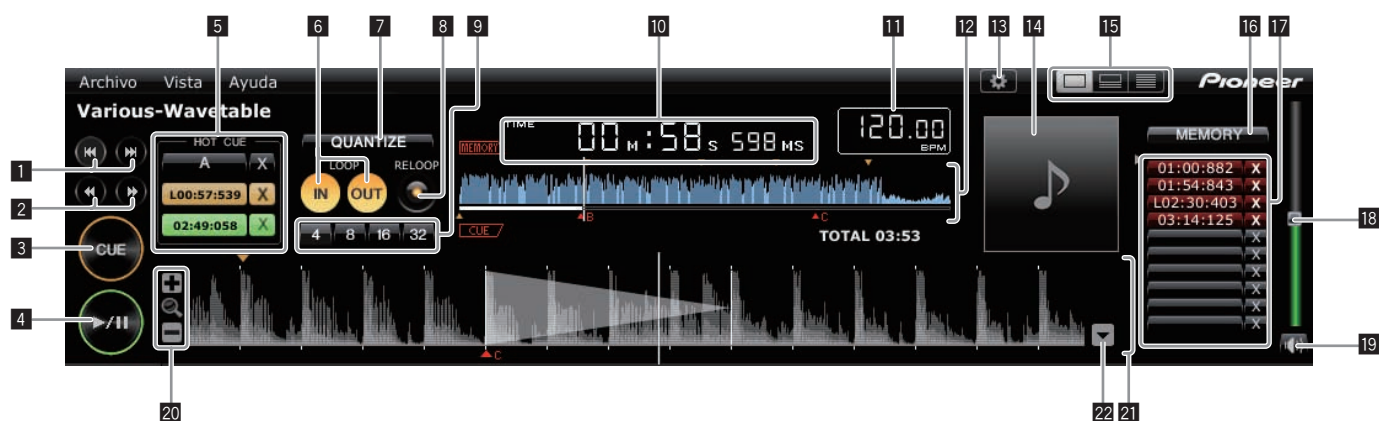 5 6 7 8 9 10 11 12 13 14 15 16 17
Archivo Vista Ayuda
Pioneer
Various-Wavetable
HOT CUE
A X
L00:57:539 X
02:49:058 X
QUANTIZE
LOOP RELOOP
IN OUT
4 8 16 32
TIME 00 M :58 S 598 MS
MEMORY
120.00
BPM
B C
CUE
TOTAL 03:53
MEMORY
01:00:882 X
01:54:843 X
L02:30:403 X
03:14:125 X
X
X
X
X
X
X
1
2
3 CUE
4
C
18
19
20 22 21